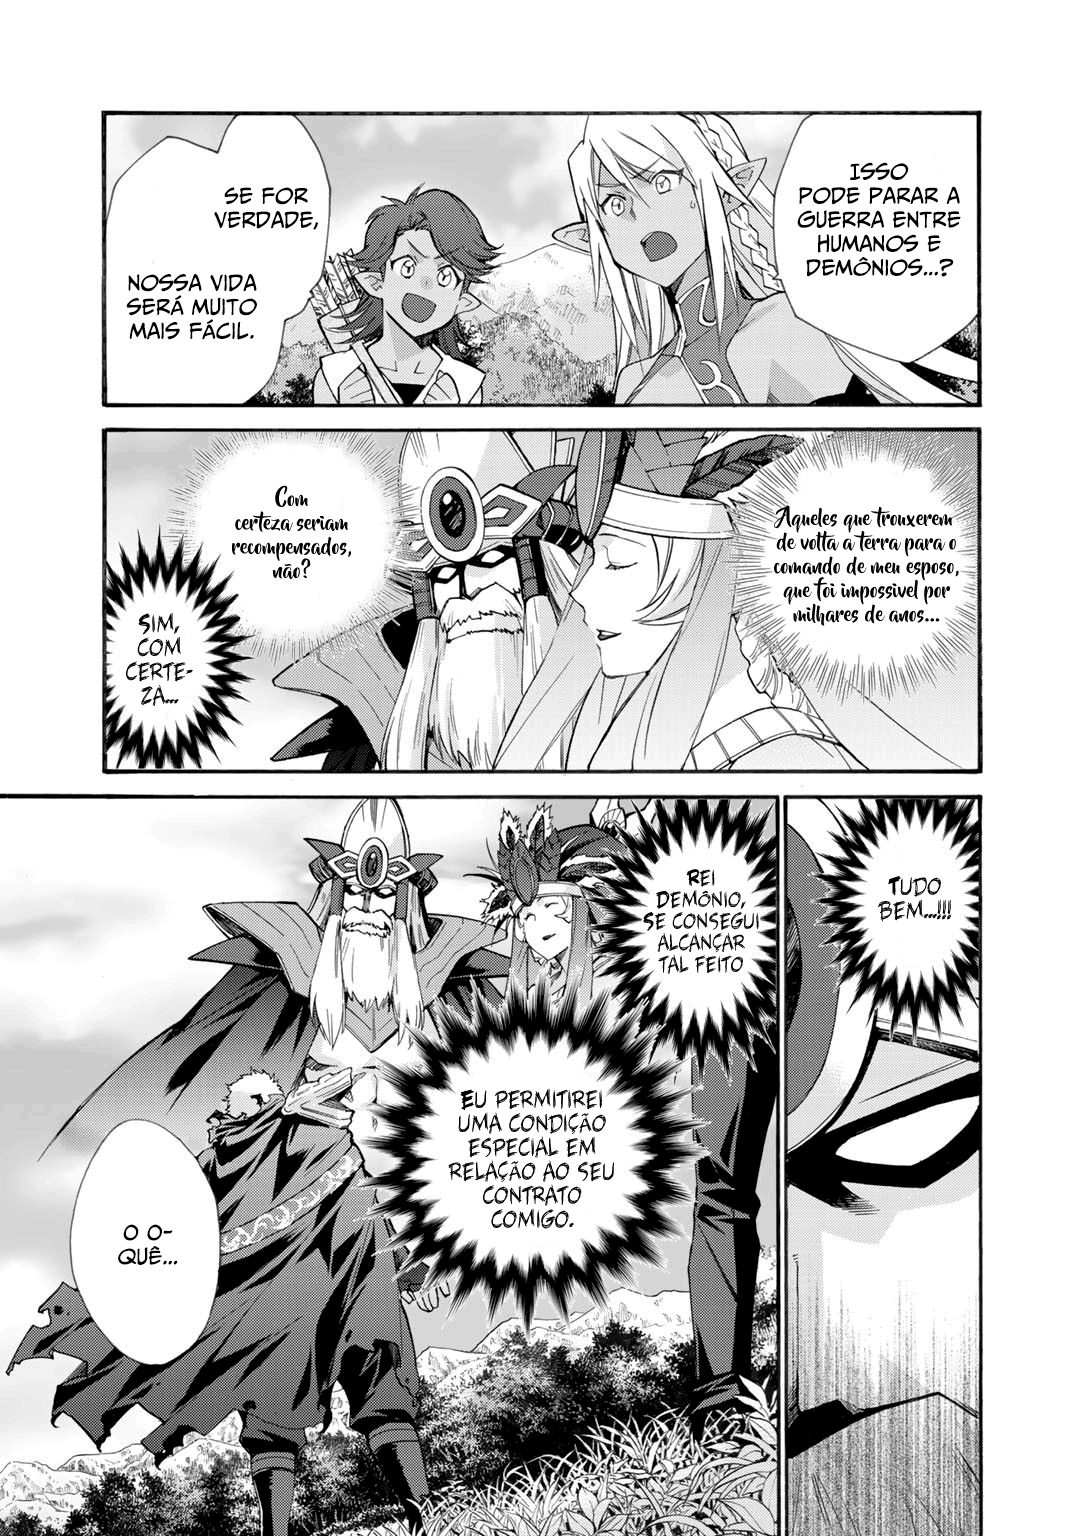 ISSO
PODE PARAR A
GUERRA ENTRE
HUMANOS E
DEMÔNIOS...?
SE FOR
VERDADE,
NOSSA VIDA
SERÁ MUITO
MAIS FÁCIL.
Aqueles que trouxerem
de volta a terra para o
comando de meu esposo,
que foi impossivel por
milhares de anos...
Com
certeza seriam
recompensados,
não?
SIM,
COM
CERTE-
ZA...
TUDO
BEM...!!!
REI
DEMÔNIO,
SE CONSEGUI
ALCANÇAR
TAL FEITO
EU PERMITIREI
UMA CONDIÇÃO
ESPECIAL EM
RELAÇÃO AO SEU
CONTRATO
COMIGO.
O O-
QUÊ...